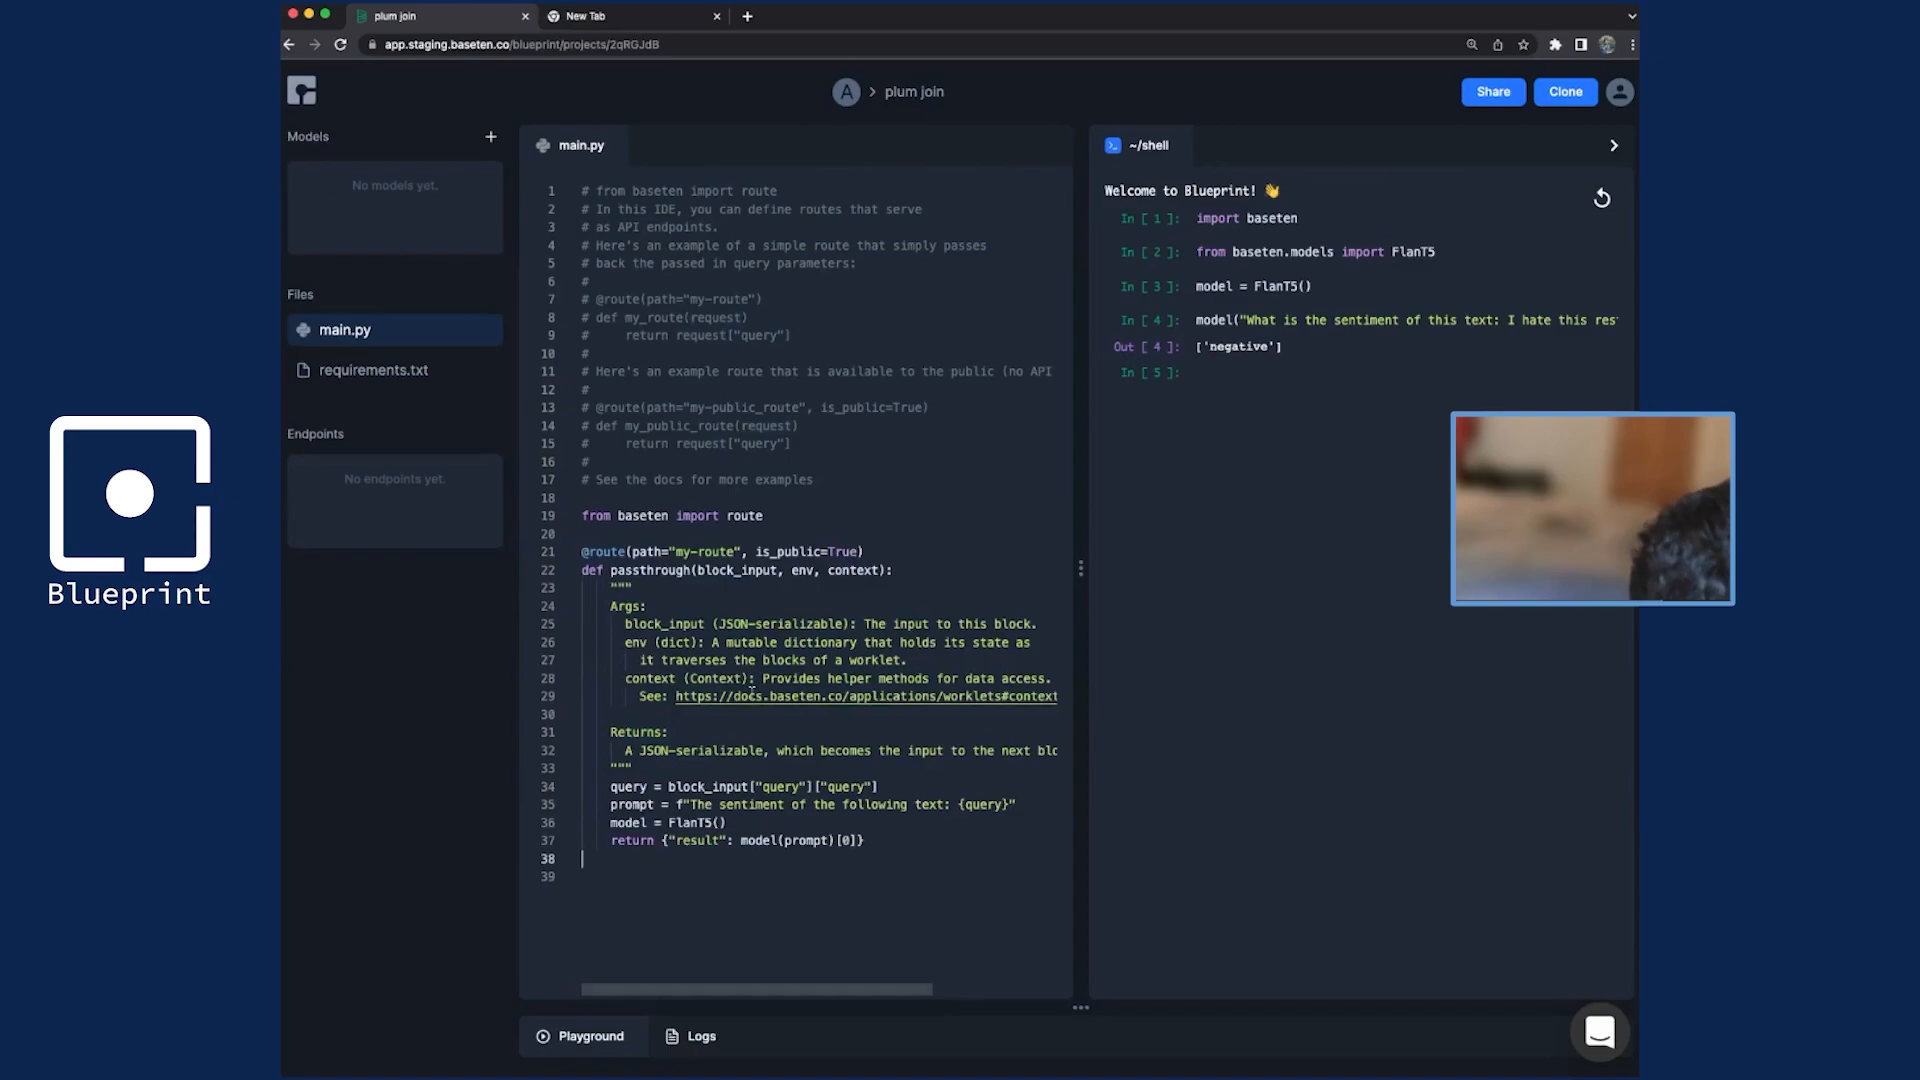 plum join
New Tab
app.staging.baseten.co/blueprint/projects/2qRGJdB
A > plum join
Share
Clone
Models
No models yet.
Files
main.py
requirements.txt
Endpoints
No endpoints yet.
Blueprint
main.py
1 # from baseten import route
2 # In this IDE, you can define routes that serve
3 # as API endpoints.
4 # Here's an example of a simple route that simply passes
5 # back the passed in query parameters:
6 #
7 # @route(path="my-route")
8 # def my_route(request)
9 #     return request["query"]
10 #
11 # Here's an example route that is available to the public (no API
12 #
13 # @route(path="my-public_route", is_public=True)
14 # def my_public_route(request)
15 #     return request["query"]
16 #
17 # See the docs for more examples
18
19 from baseten import route
20
21 @route(path="my-route", is_public=True)
22 def passthrough(block_input, env, context):
23     """
24     Args:
25       block_input (JSON-serializable): The input to this block.
26       env (dict): A mutable dictionary that holds its state as
27         it traverses the blocks of a worklet.
28       context (Context): Provides helper methods for data access.
29         See: https://docs.baseten.co/applications/worklets#context
30
31     Returns:
32       A JSON-serializable, which becomes the input to the next blo
33     """
34     query = block_input["query"]["query"]
35     prompt = f"The sentiment of the following text: {query}"
36     model = FlanT5()
37     return {"result": model(prompt)[0]}
38
39
~/shell
Welcome to Blueprint! 👋
In [ 1 ]: import baseten
In [ 2 ]: from baseten.models import FlanT5
In [ 3 ]: model = FlanT5()
In [ 4 ]: model("What is the sentiment of this text: I hate this res
Out [ 4 ]: ['negative']
In [ 5 ]:
Playground
Logs